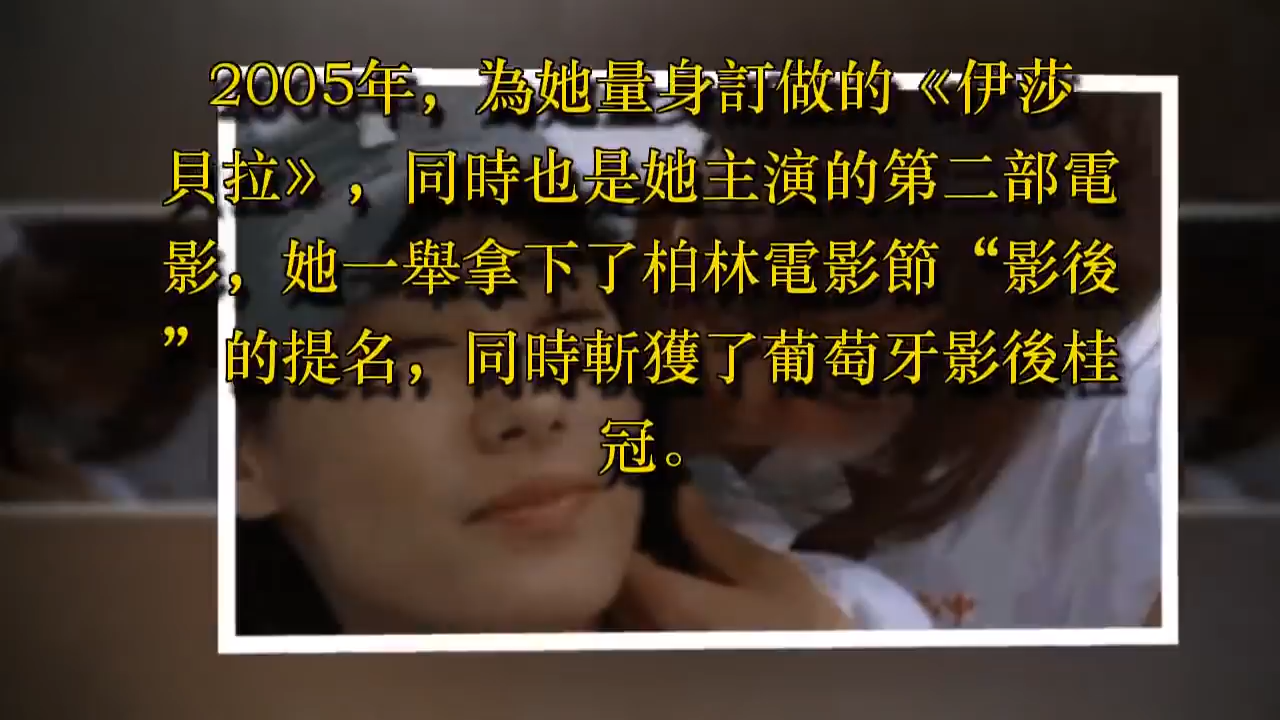 2005年，為她量身訂做的《伊莎
貝拉》，同時也是她主演的第二部電
影，她一舉拿下了柏林電影節“影後
”的提名，同時斬獲了葡萄牙影後桂
冠。